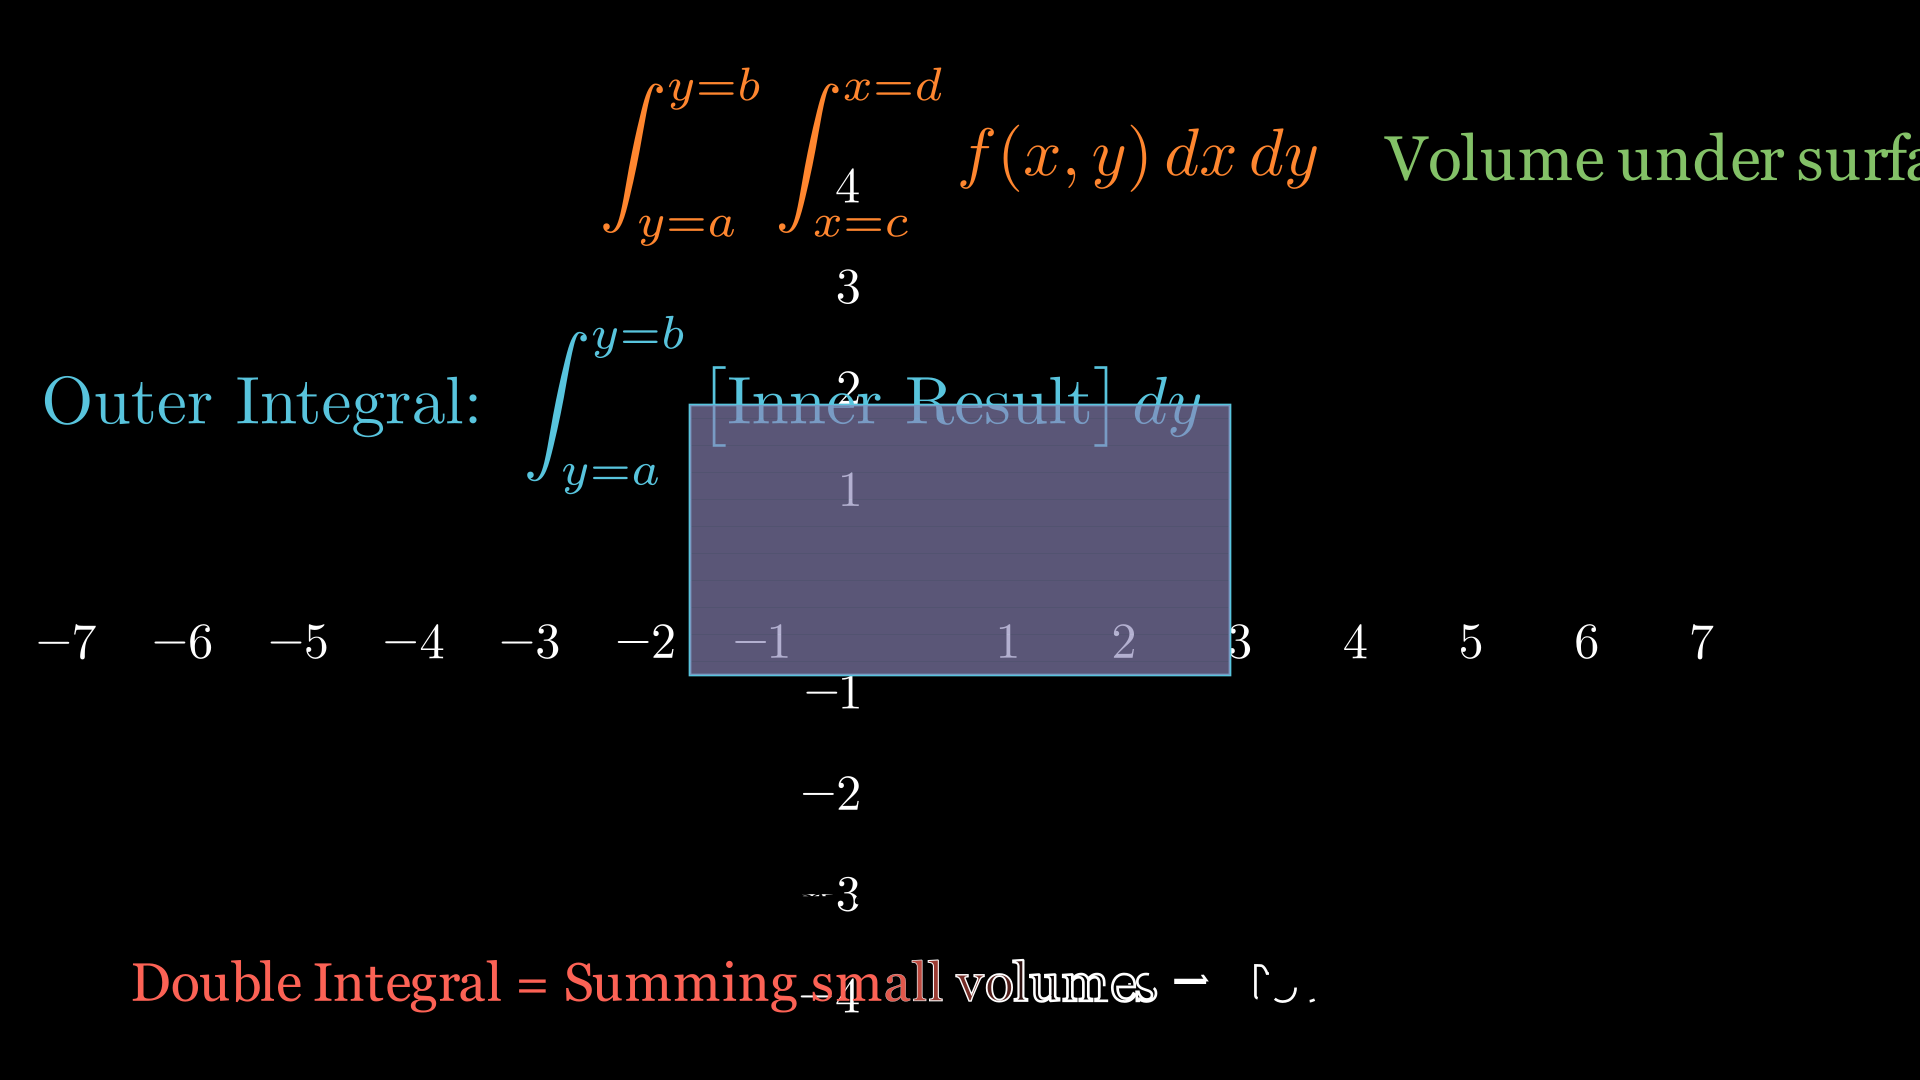 ∫_{y=a}^{y=b} ∫_{x=c}^{x=d} f(x, y) dx dy Volume under
4
3
Outer Integral: ∫_{y=a}^{y=b} [Inner Result] dy
2
1
−7 −6 −5 −4 −3 −2 −1 1 2 3 4 5 6 7
−1
−2
−3
Double Integral = Summing small volumes →
−4